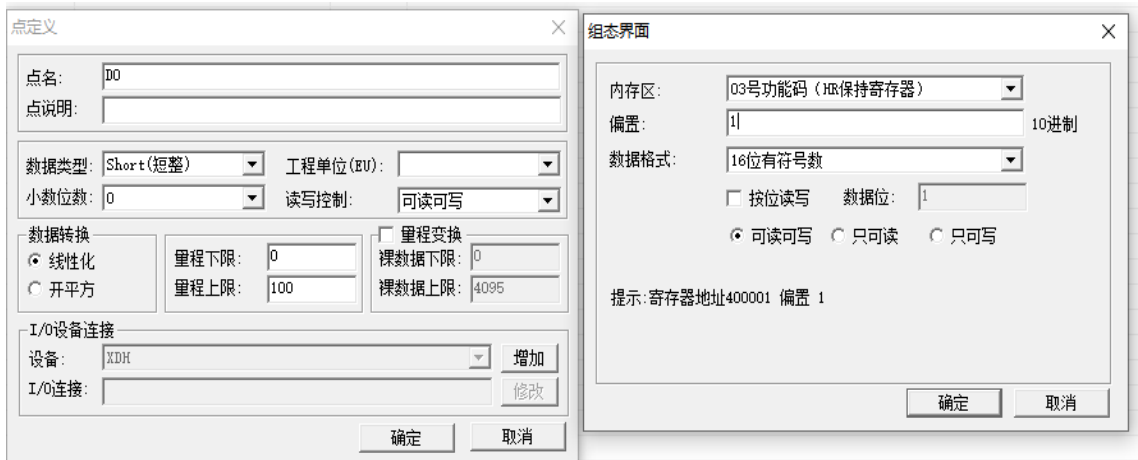 点定义
点名: D0
点说明:
数据类型: Short(短整) 工程单位(EU):
小数位数: 0 读写控制: 可读可写
数据转换
线性化
开平方
量程下限: 0
量程上限: 100
量程变换
裸数据下限: 0
裸数据上限: 4095
I/O设备连接
设备: XDH 增加
I/O连接: 修改
确定 取消
组态界面
内存区: 03号功能码（HR保持寄存器）
偏置: 1 10进制
数据格式: 16位有符号数
按位读写 数据位: 1
可读可写 只可读 只可写
提示:寄存器地址400001 偏置 1
确定 取消